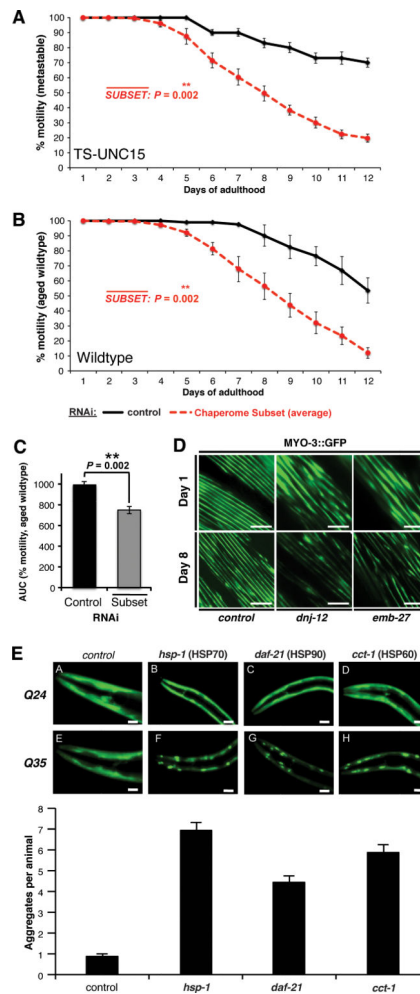 A
100
90
80
70
60
50
40
30
20
10
0
% motility (metastable)
**
SUBSET: P = 0.002
TS-UNC15
1 2 3 4 5 6 7 8 9 10 11 12
Days of adulthood
B
100
90
80
70
60
50
40
30
20
10
0
% motility (aged wildtype)
**
SUBSET: P = 0.002
Wildtype
1 2 3 4 5 6 7 8 9 10 11 12
Days of adulthood
RNAi: control Chaperome Subset (average)
C
**
P = 0.002
1000
800
600
400
200
0
AUC (% motility, aged wildtype)
Control Subset
RNAi
D
MYO-3::GFP
Day 1
Day 8
control dnj-12 emb-27
E
control hsp-1 (HSP70) daf-21 (HSP90) cct-1 (HSP60)
Q24
A B C D
Q35
E F G H
8
7
6
5
4
3
2
1
0
Aggregates per animal
control hsp-1 daf-21 cct-1